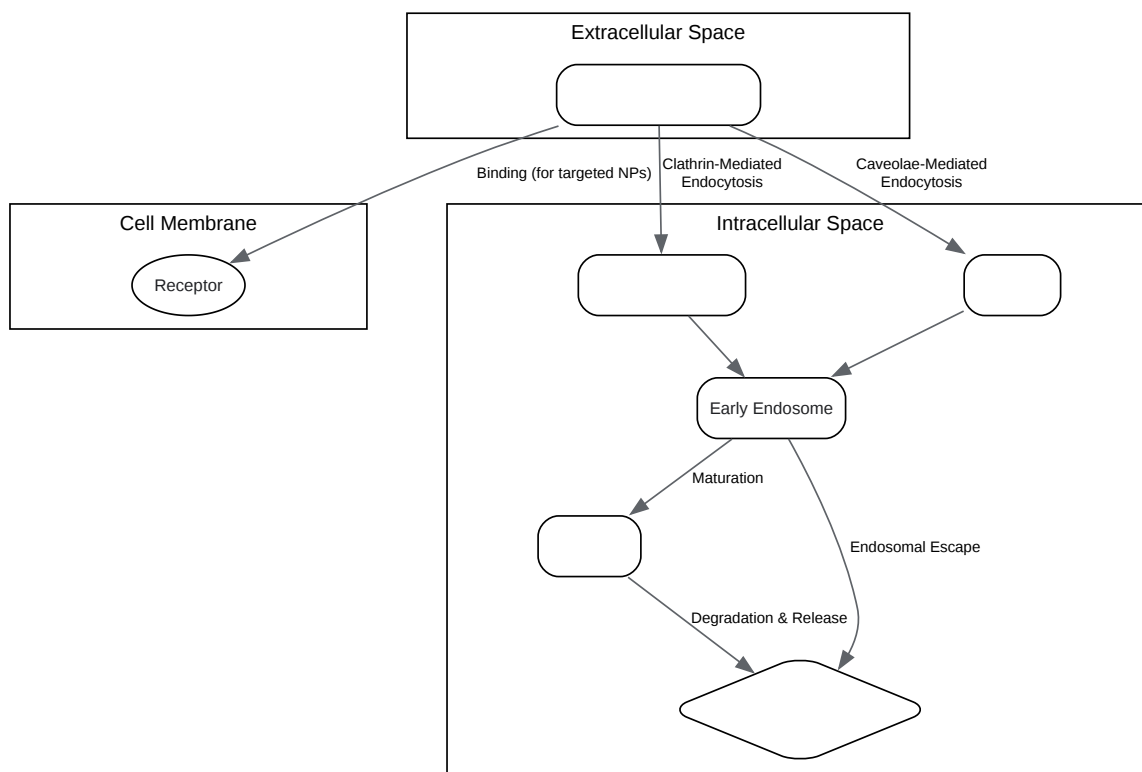 Extracellular Space
Binding (for targeted NPs)
Clathrin-Mediated
Endocytosis
Caveolae-Mediated
Endocytosis
Cell Membrane
Receptor
Intracellular Space
Early Endosome
Maturation
Endosomal Escape
Degradation & Release